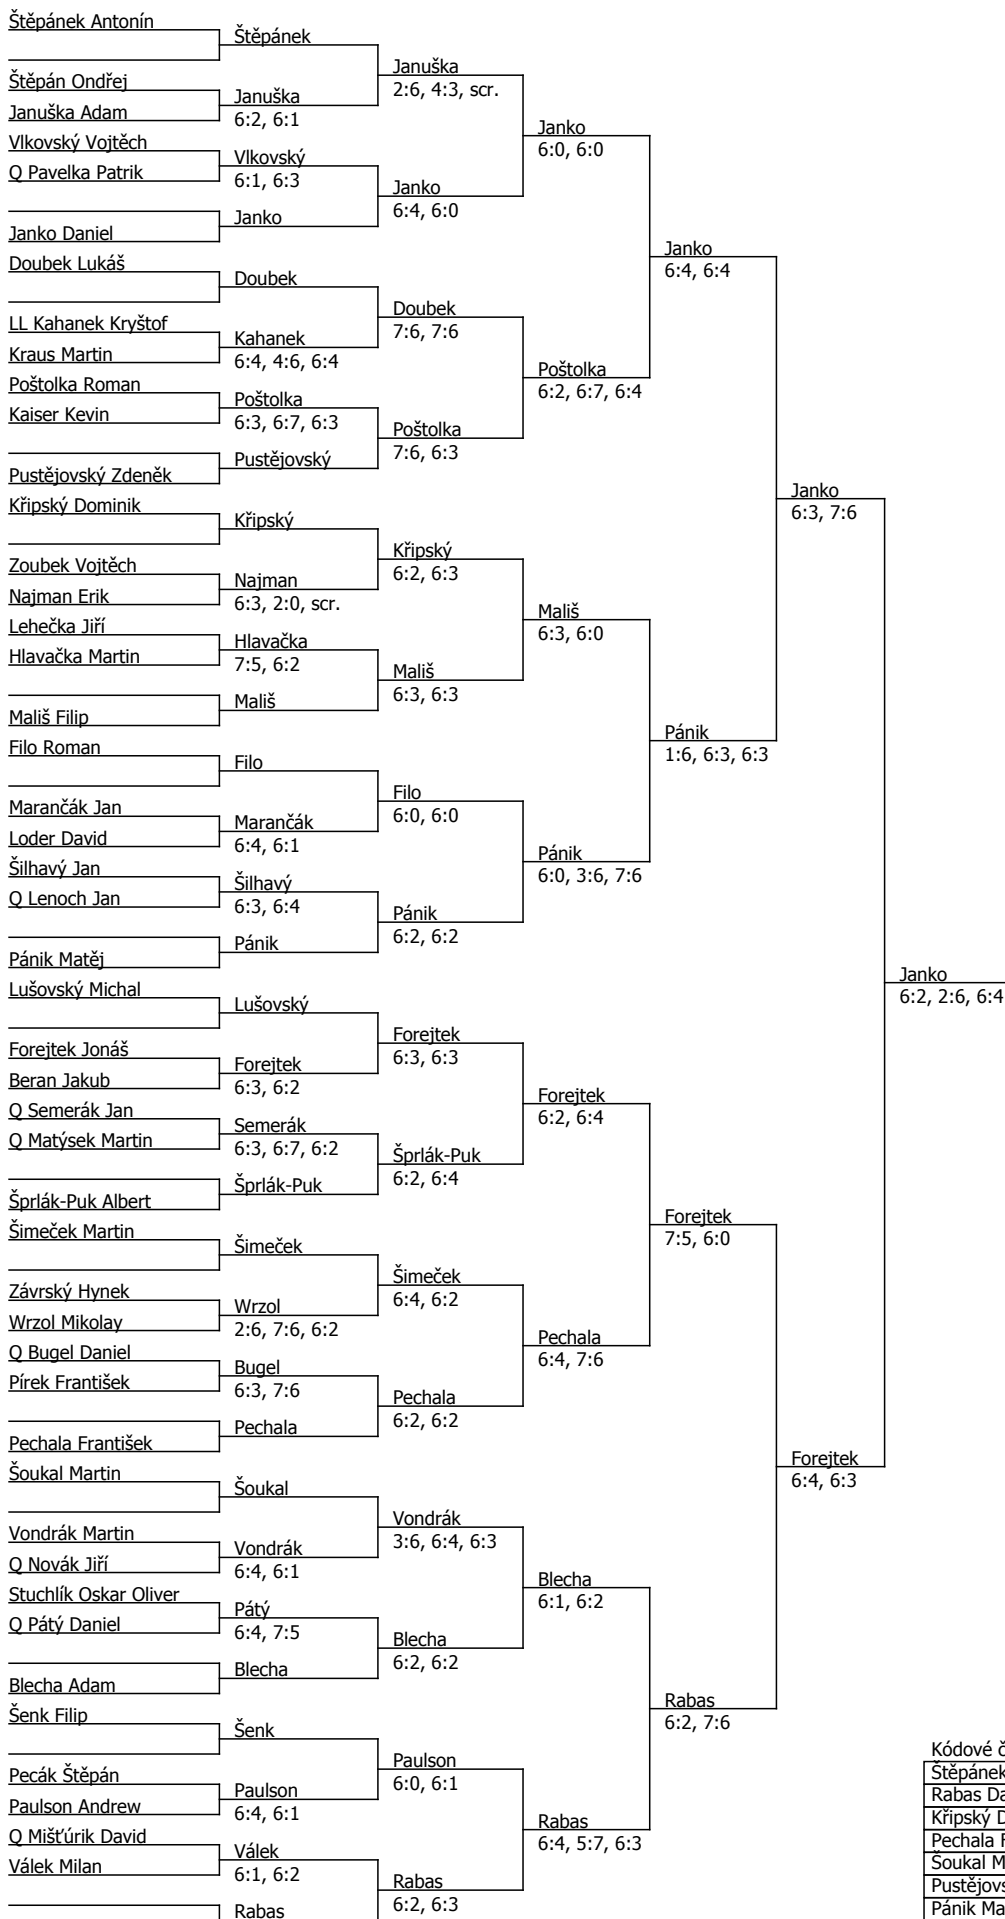 Štěpánek Antonín
Štěpánek
Januška
2:6, 4:3, scr.
Štěpán Ondřej
Januška Adam
Januška
6:2, 6:1
Janko
6:0, 6:0
Vlkovský Vojtěch
Q Pavelka Patrik
Vlkovský
6:1, 6:3
Janko
6:4, 6:0
Janko
Janko Daniel
Janko
6:4, 6:4
Doubek Lukáš
Doubek
Doubek
7:6, 7:6
LL Kahanek Kryštof
Kraus Martin
Kahanek
6:4, 4:6, 6:4
Poštolka
6:2, 6:7, 6:4
Poštolka Roman
Kaiser Kevin
Poštolka
6:3, 6:7, 6:3
Poštolka
7:6, 6:3
Pustějovský
Pustějovský Zdeněk
Janko
6:3, 7:6
Křipský Dominik
Křipský
Křipský
6:2, 6:3
Zoubek Vojtěch
Najman Erik
Najman
6:3, 2:0, scr.
Mališ
6:3, 6:0
Lehečka Jiří
Hlavačka Martin
Hlavačka
7:5, 6:2
Mališ
6:3, 6:3
Mališ
Mališ Filip
Pánik
1:6, 6:3, 6:3
Filo Roman
Filo
Filo
6:0, 6:0
Marančák Jan
Loder David
Marančák
6:4, 6:1
Pánik
6:0, 3:6, 7:6
Šilhavý Jan
Q Lenoch Jan
Šilhavý
6:3, 6:4
Pánik
6:2, 6:2
Pánik
Pánik Matěj
Janko
6:2, 2:6, 6:4
Lušovský Michal
Lušovský
Forejtek
6:3, 6:3
Forejtek Jonáš
Beran Jakub
Forejtek
6:3, 6:2
Forejtek
6:2, 6:4
Q Semerák Jan
Q Matýsek Martin
Semerák
6:3, 6:7, 6:2
Šprlák-Puk
6:2, 6:4
Šprlák-Puk
Šprlák-Puk Albert
Forejtek
7:5, 6:0
Šimeček Martin
Šimeček
Šimeček
6:4, 6:2
Závrský Hynek
Wrzol Mikolay
Wrzol
2:6, 7:6, 6:2
Pechala
6:4, 7:6
Q Bugel Daniel
Pírek František
Bugel
6:3, 7:6
Pechala
6:2, 6:2
Pechala
Pechala František
Forejtek
6:4, 6:3
Šoukal Martin
Šoukal
Vondrák
3:6, 6:4, 6:3
Vondrák Martin
Q Novák Jiří
Vondrák
6:4, 6:1
Blecha
6:1, 6:2
Stuchlík Oskar Oliver
Q Pátý Daniel
Pátý
6:4, 7:5
Blecha
6:2, 6:2
Blecha
Blecha Adam
Rabas
6:2, 7:6
Šenk Filip
Šenk
Paulson
6:0, 6:1
Pecák Štěpán
Paulson Andrew
Paulson
6:4, 6:1
Rabas
6:4, 5:7, 6:3
Q Mišťúrik David
Válek Milan
Válek
6:1, 6:2
Rabas
6:2, 6:3
Rabas
Kódové č
Štěpánek
Rabas Da
Křipský D
Pechala F
Šoukal M
Pustějovs
Pánik Ma